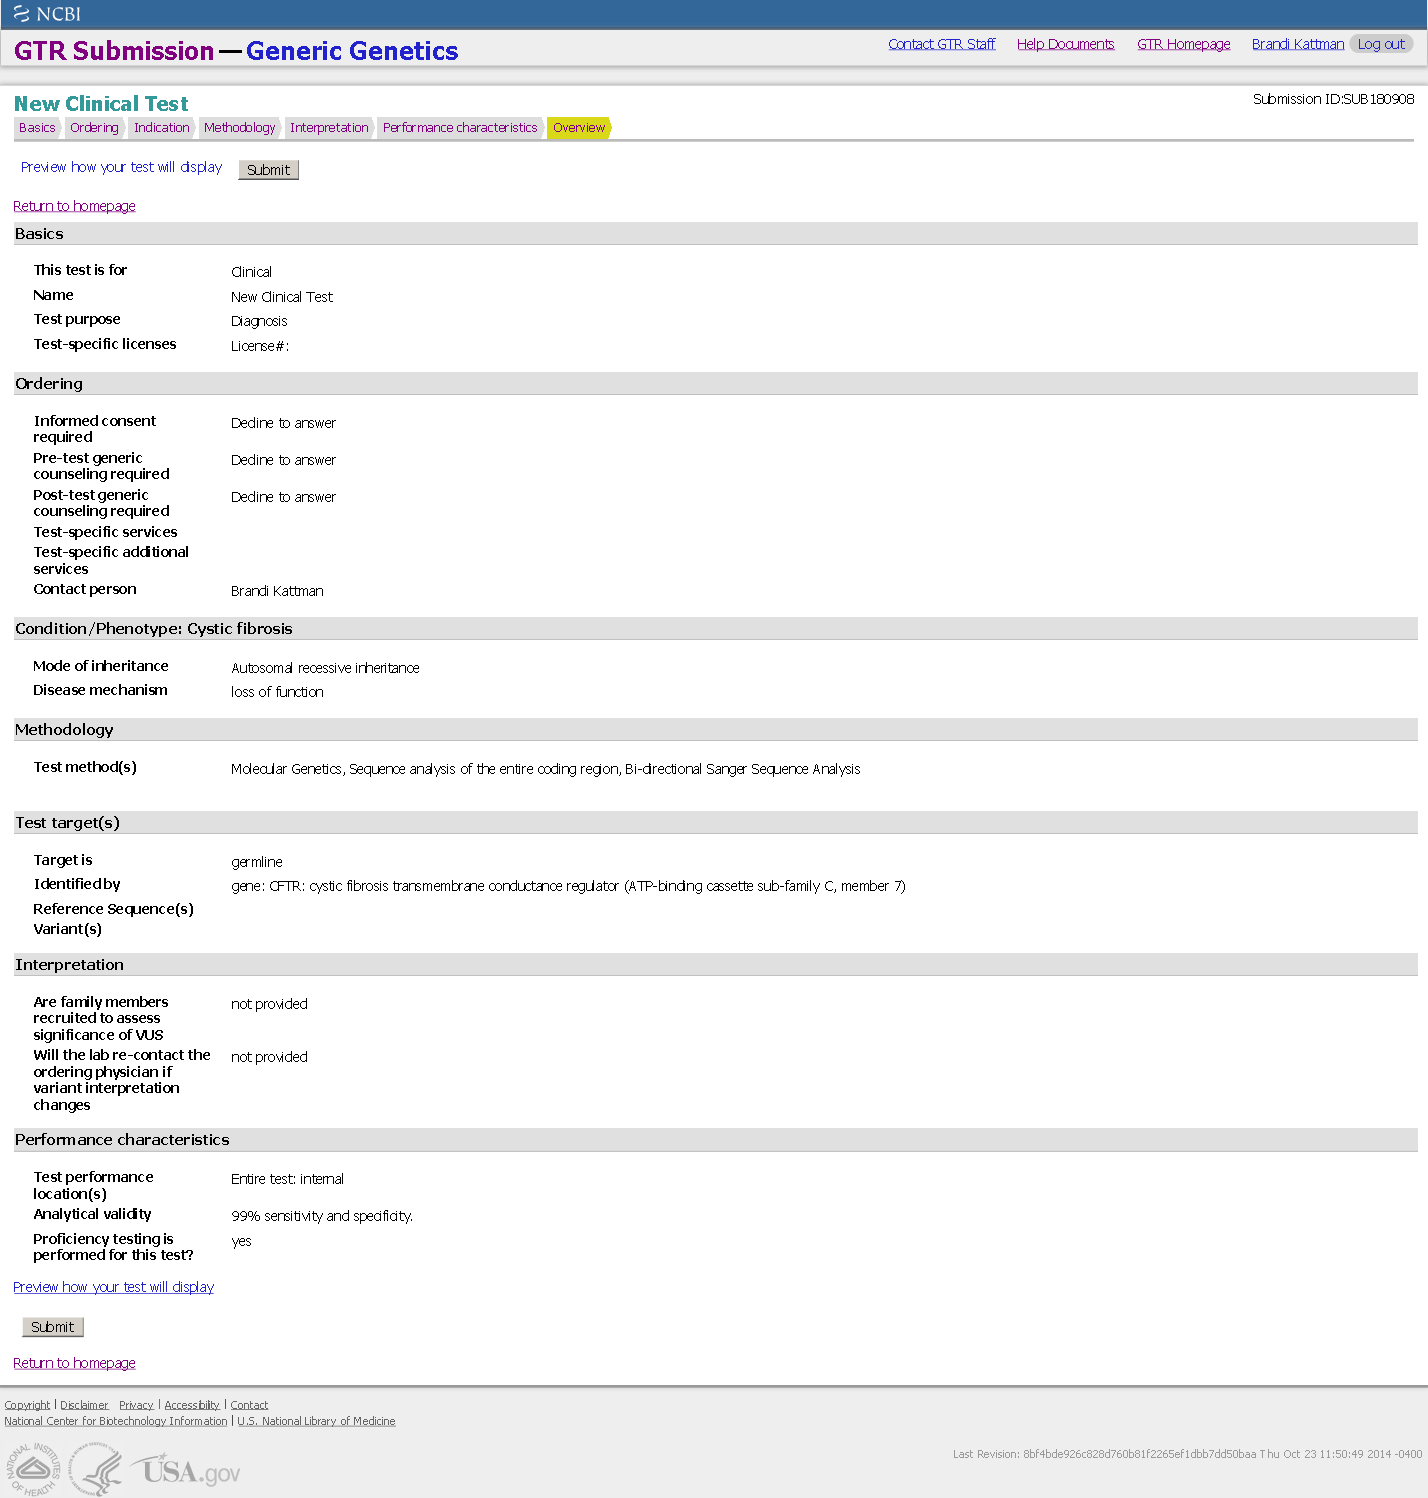 NCBI
GTR Submission — Generic Genetics
Contact GTR Staff Help Documents GTR Homepage Brandi Kattman Log out
New Clinical Test
Submission ID:SUB180908
Basics Ordering Indication Methodology Interpretation Performance characteristics Overview
Preview how your test will display Submit
Return to homepage
Basics
This test is for Clinical
Name New Clinical Test
Test purpose Diagnosis
Test-specific licenses License#:
Ordering
Informed consent Decline to answer
required
Pre-test generic Decline to answer
counseling required
Post-test generic Decline to answer
counseling required
Test-specific services
Test-specific additional
services
Contact person Brandi Kattman
Condition/Phenotype: Cystic fibrosis
Mode of inheritance Autosomal recessive inheritance
Disease mechanism loss of function
Methodology
Test method(s) Molecular Genetics, Sequence analysis of the entire coding region, Bi-directional Sanger Sequence Analysis
Test target(s)
Target is germline
Identified by gene: CFTR: cystic fibrosis transmembrane conductance regulator (ATP-binding cassette sub-family C, member 7)
Reference Sequence(s)
Variant(s)
Interpretation
Are family members not provided
recruited to assess
significance of VUS
Will the lab re-contact the not provided
ordering physician if
variant interpretation
changes
Performance characteristics
Test performance Entire test: internal
location(s)
Analytical validity 99% sensitivity and specificity.
Proficiency testing is yes
performed for this test?
Preview how your test will display
Submit
Return to homepage
Copyright | Disclaimer Privacy | Accessibility | Contact
National Center for Biotechnology Information | U.S. National Library of Medicine
Last Revision: 8bf4bde926c828d760b81f2265ef1dbb7dd50baa Thu Oct 23 11:50:49 2014 -0400
NATIONAL INSTITUTES OF HEALTH
USA.gov